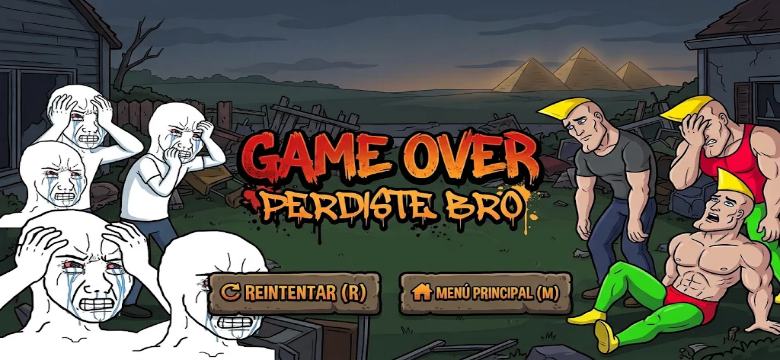 GAME OVER
PERDISTE BRO
REINTENTAR (R)
MENÚ PRINCIPAL (M)